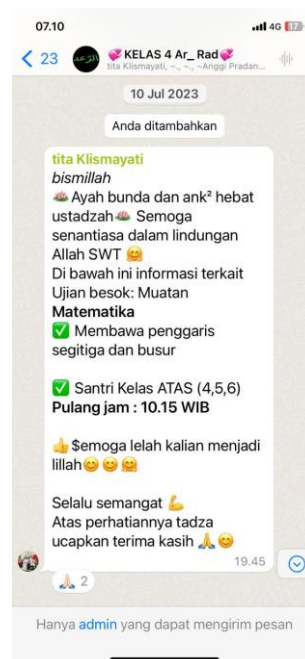 07.10
4G 17
23
الرعد
💞KELAS 4 Ar_ Rad💞
tita Klismayati, ~., ~., ~Anggi Pradan...
10 Jul 2023
Anda ditambahkan
tita Klismayati
bismillah
🪷 Ayah bunda dan ank² hebat
ustadzah🪷 Semoga
senantiasa dalam lindungan
Allah SWT 🤗
Di bawah ini informasi terkait
Ujian besok: Muatan
Matematika
✅ Membawa penggaris
segitiga dan busur
✅ Santri Kelas ATAS (4,5,6)
Pulang jam : 10.15 WIB
👍 $emoga lelah kalian menjadi
lillah😊😊🤗
Selalu semangat 💪
Atas perhatiannya tadza
ucapkan terima kasih 🙏😊
19.45
🙏 2
Hanya admin yang dapat mengirim pesan